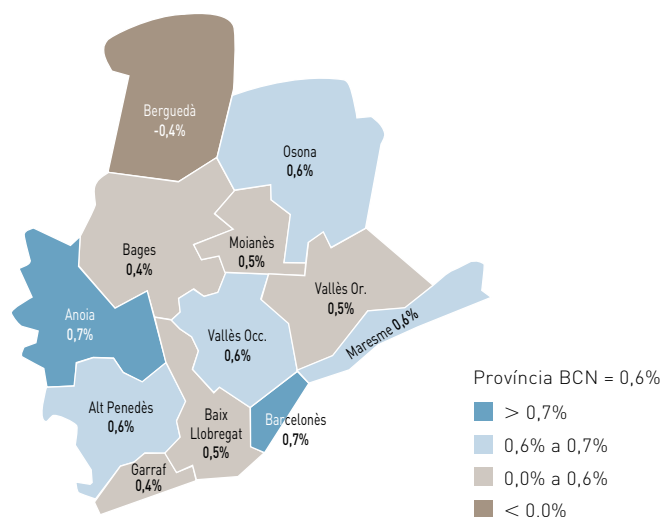 Berguedà
-0,4%
Osona
0,6%
Bages
0,4%
Moianès
0,5%
Vallès Or.
0,5%
Maresme 0,6%
Anoia
0,7%
Vallès Occ.
0,6%
Alt Penedès
0,6%
Baix
Llobregat
0,5%
Barcelonès
0,7%
Garraf
0,4%
Província BCN = 0,6%
> 0,7%
0,6% a 0,7%
0,0% a 0,6%
< 0,0%